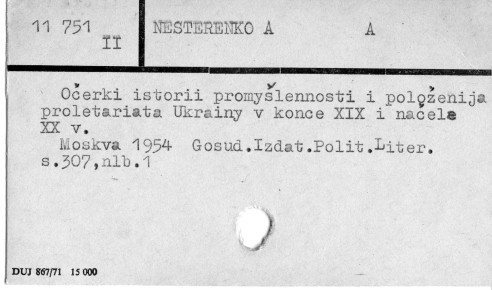 11 751 NESTERENKO A A
II
Očerki istorii promyšlennosti i položenija
proletariata Ukrainy v konce XIX i nacele
XX v.
Moskva 1954 Gosud.Izdat.Polit.Liter.
s.307,nlb.1
DUJ 867/71 15 000